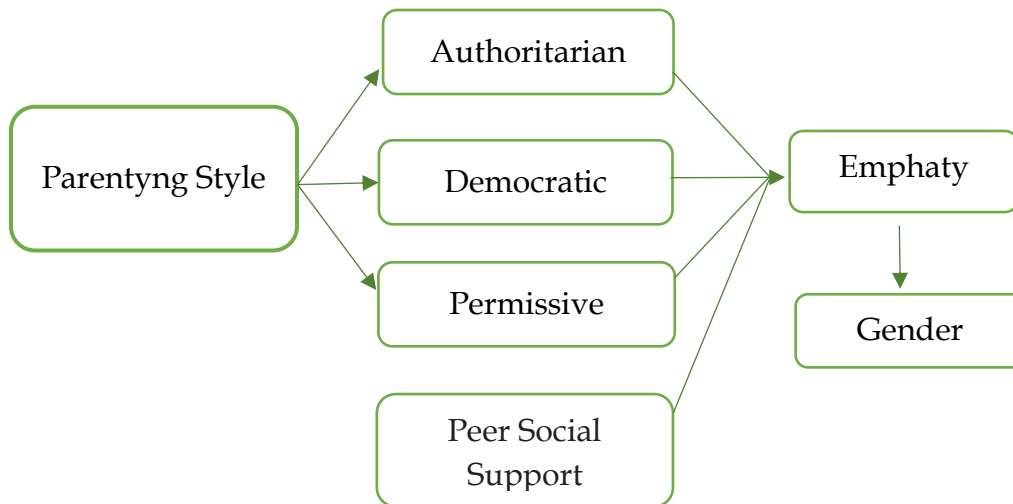 Parentyng Style
Authoritarian
Democratic
Permissive
Peer Social
Support
Emphaty
Gender